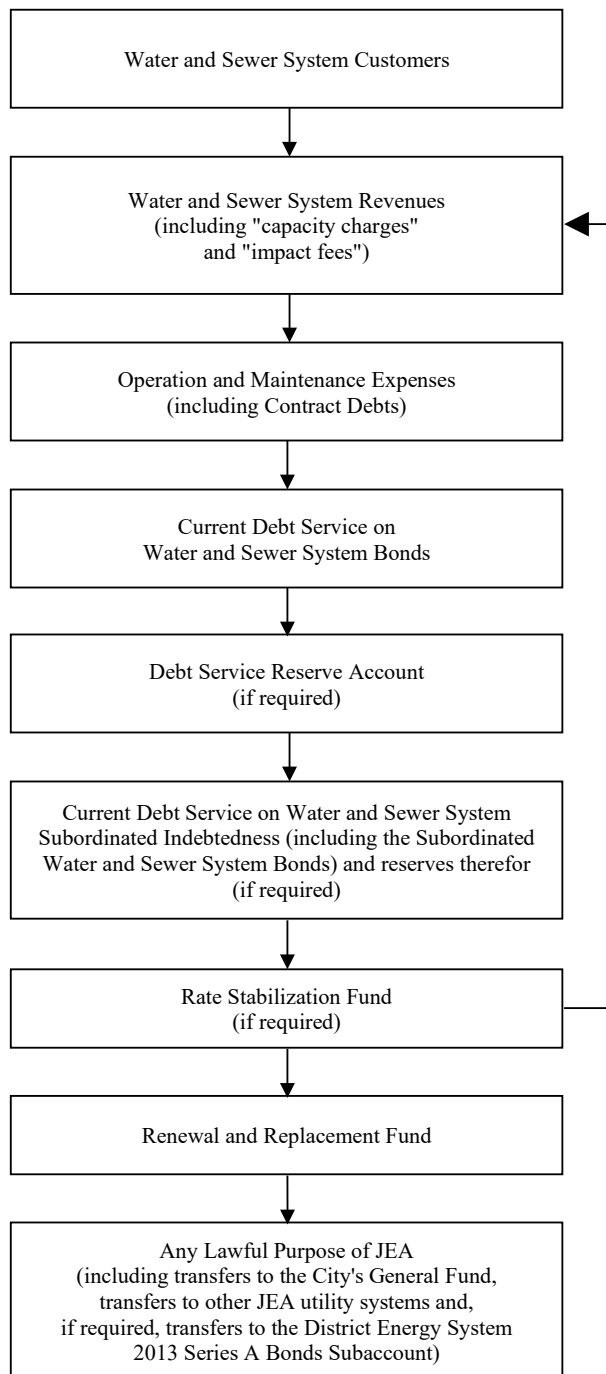 Water and Sewer System Customers
Water and Sewer System Revenues
(including "capacity charges"
and "impact fees")
Operation and Maintenance Expenses
(including Contract Debts)
Current Debt Service on
Water and Sewer System Bonds
Debt Service Reserve Account
(if required)
Current Debt Service on Water and Sewer System
Subordinated Indebtedness (including the Subordinated
Water and Sewer System Bonds) and reserves therefor
(if required)
Rate Stabilization Fund
(if required)
Renewal and Replacement Fund
Any Lawful Purpose of JEA
(including transfers to the City's General Fund,
transfers to other JEA utility systems and,
if required, transfers to the District Energy System
2013 Series A Bonds Subaccount)